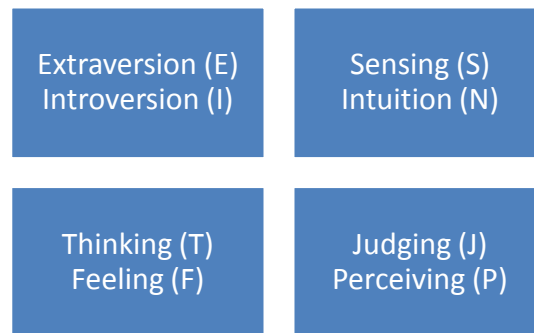 Extraversion (E)
Introversion (I)
Sensing (S)
Intuition (N)
Thinking (T)
Feeling (F)
Judging (J)
Perceiving (P)